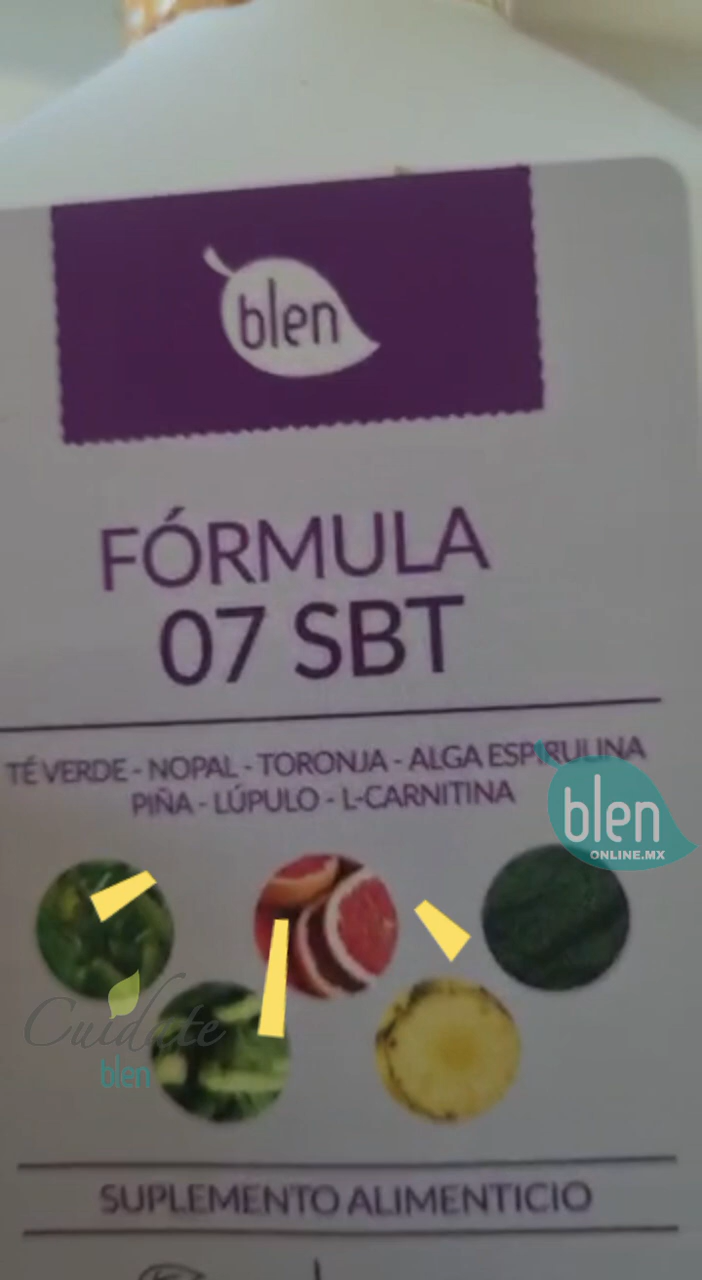 blen
FÓRMULA
07 SBT
TÉ VERDE - NOPAL - TORONJA - ALGA ESPIRULINA
PIÑA - LÚPULO - L-CARNITINA
blen
ONLINE.MX
Cuidate
blen
SUPLEMENTO ALIMENTICIO